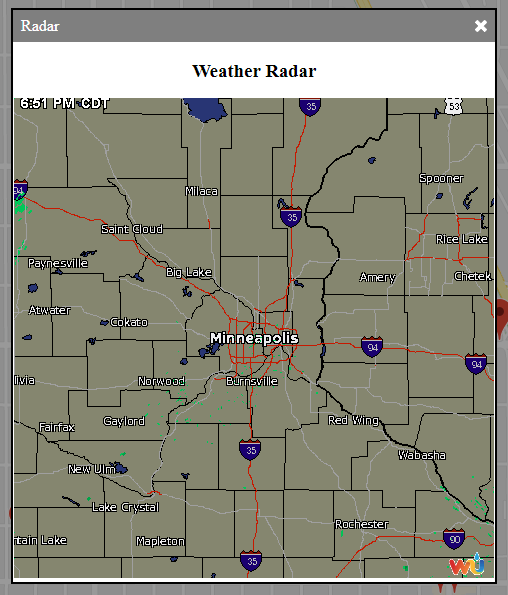 Radar
Weather Radar
6:51 PM CDT
35
53
Spooner
94
Milaca
35
Saint Cloud
Rice Lake
Paynesville
Big Lake
Amery
Chetek
Atwater
Cokato
Minneapolis
94
94
livia
Norwood
Burnsville
Gaylord
Red Wing
Fairfax
35
Wabasha
New Ulm
Lake Crystal
Rochester
ntain Lake
Mapleton
90
35
WU